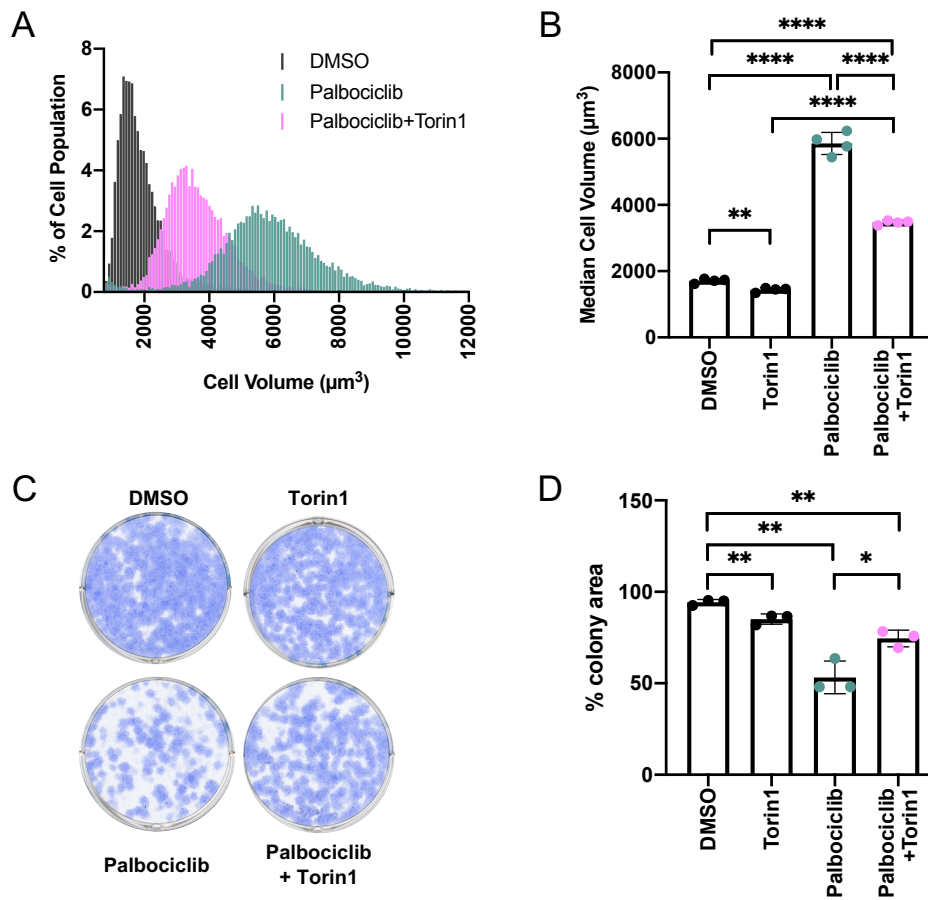 A
% of Cell Population
8
6
4
2
0
DMSO
Palbociclib
Palbociclib+Torin1
2000
4000
6000
8000
10000
12000
Cell Volume (µm³)
B
Median Cell Volume (µm³)
8000
6000
4000
2000
0
****
****
****
****
**
DMSO
Torin1
Palbociclib
Palbociclib
+Torin1
C
DMSO
Torin1
Palbociclib
Palbociclib
+ Torin1
D
% colony area
150
100
50
0
**
**
**
*
DMSO
Torin1
Palbociclib
Palbociclib
+Torin1